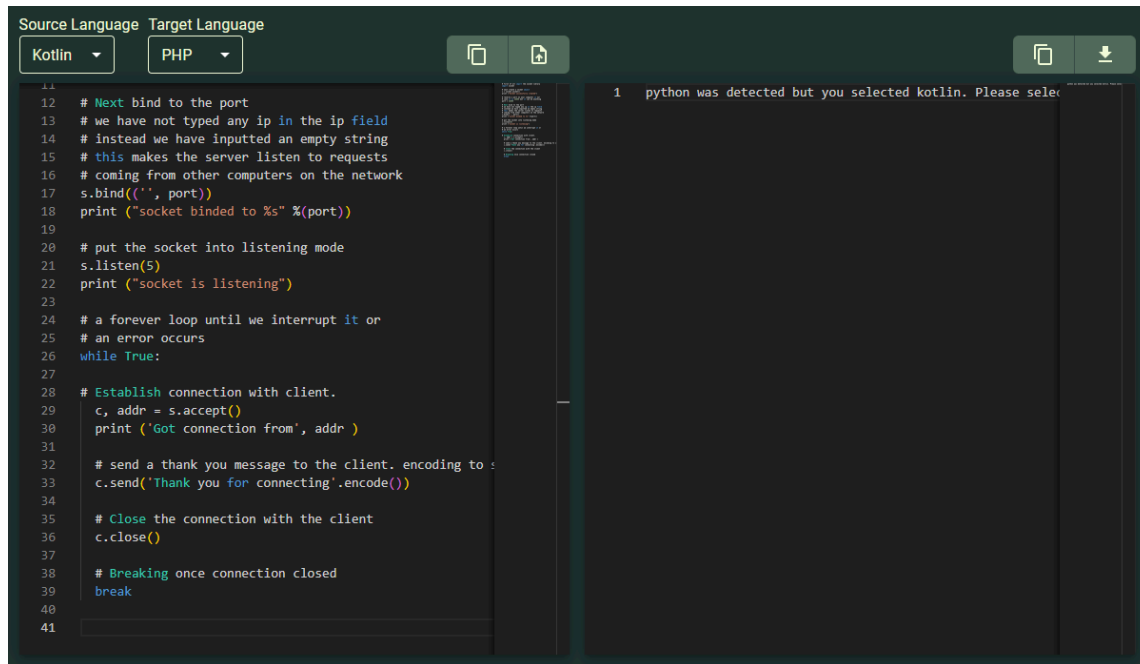 Source Language Target Language
Kotlin PHP
11
12 # Next bind to the port
13 # we have not typed any ip in the ip field
14 # instead we have inputted an empty string
15 # this makes the server listen to requests
16 # coming from other computers on the network
17 s.bind(('', port))
18 print ("socket binded to %s" %(port))
19
20 # put the socket into listening mode
21 s.listen(5)
22 print ("socket is listening")
23
24 # a forever loop until we interrupt it or
25 # an error occurs
26 while True:
27
28 # Establish connection with client.
29 c, addr = s.accept()
30 print ('Got connection from', addr )
31
32 # send a thank you message to the client. encoding to
33 c.send('Thank you for connecting'.encode())
34
35 # Close the connection with the client
36 c.close()
37
38 # Breaking once connection closed
39 break
40
41
1 python was detected but you selected kotlin. Please selec